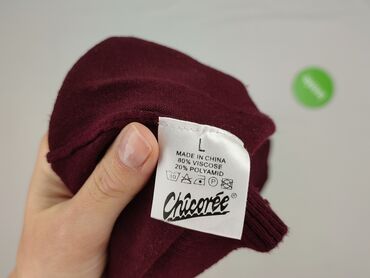 L
MADE IN CHINA
80% VISCOSE
20% POLYAMID
Chicorée